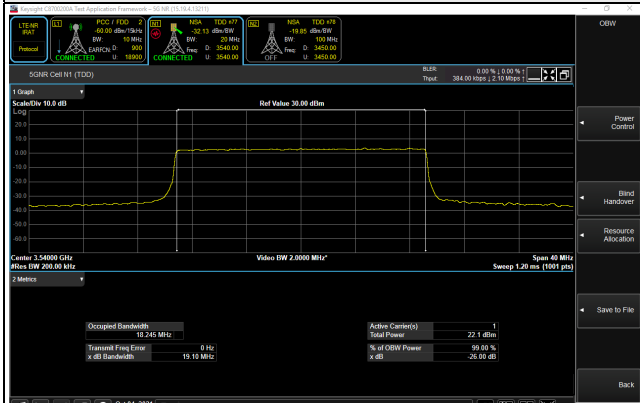 Keysight C8700200A Test Application Framework - 5G NR (15.19.4.11211)
LTE-NR
IRAT
Protocol
LT1 PCC / FDD 2
-60.00 dBm/15kHz
BW: 10 MHz
EARFCN D: 900
CONNECTED U: 18900
N1 NSA TDD n77
-32.13 dBm/BW
BW: 20 MHz
Freq: D: 3540.00
CONNECTED U: 3540.00
N2 NSA TDD n78
-19.85 dBm/BW
BW: 100 MHz
Freq: D: 3450.00
OFF U: 3450.00
OBW
5GNR Cell N1 (TDD)
BLER: 0.00 % ↓ 0.00 % ↑
Thput: 384.00 kbps ↓ 2.10 Mbps ↑
1 Graph
Scale/Div 10.0 dB
Ref Value 30.00 dBm
Log
20.0
10.0
0.00
-10.0
-20.0
-30.0
-40.0
-50.0
-60.0
Center 3.54000 GHz
Video BW 2.0000 MHz*
Span 40 MHz
#Res BW 200.00 kHz
Sweep 1.20 ms (1001 pts)
2 Metrics
Occupied Bandwidth
18.245 MHz
Transmit Freq Error 0 Hz
x dB Bandwidth 19.10 MHz
Active Carrier(s) 1
Total Power 22.1 dBm
% of OBW Power 99.00 %
x dB -26.00 dB
Power
Control
Blind
Handover
Resource
Allocation
Save to File
Back